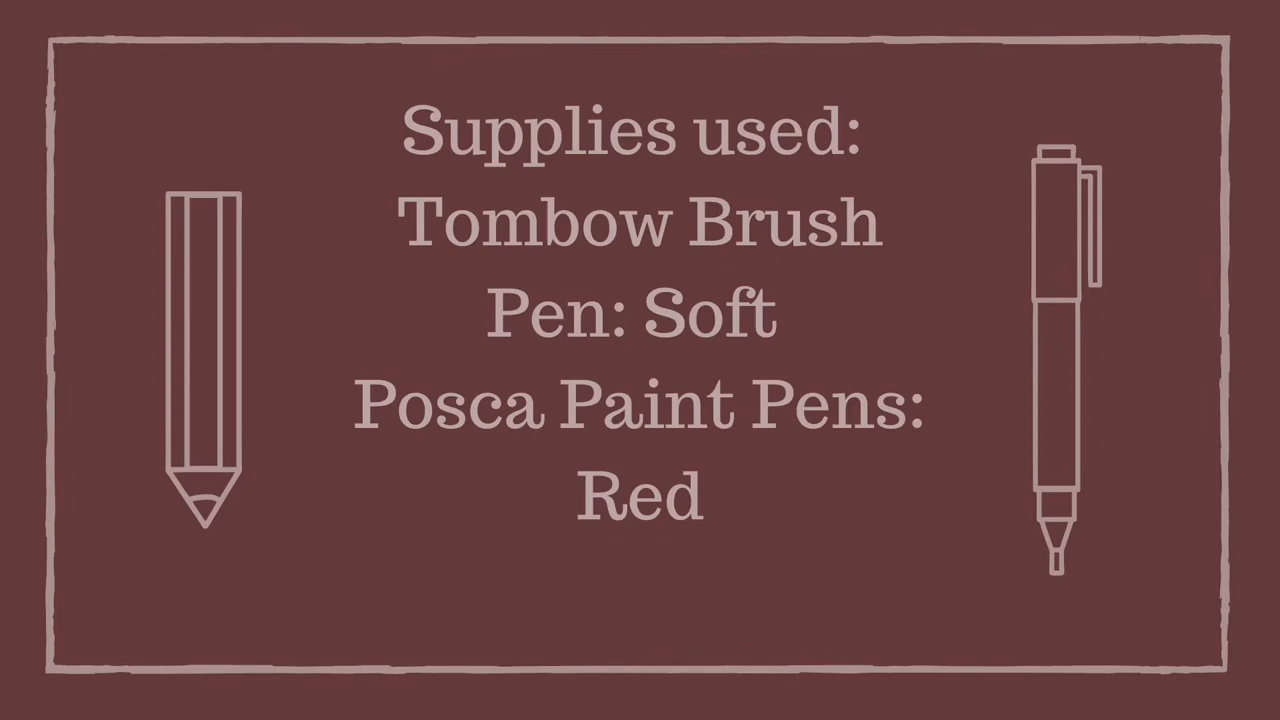 Supplies used:
Tombow Brush
Pen: Soft
Posca Paint Pens:
Red